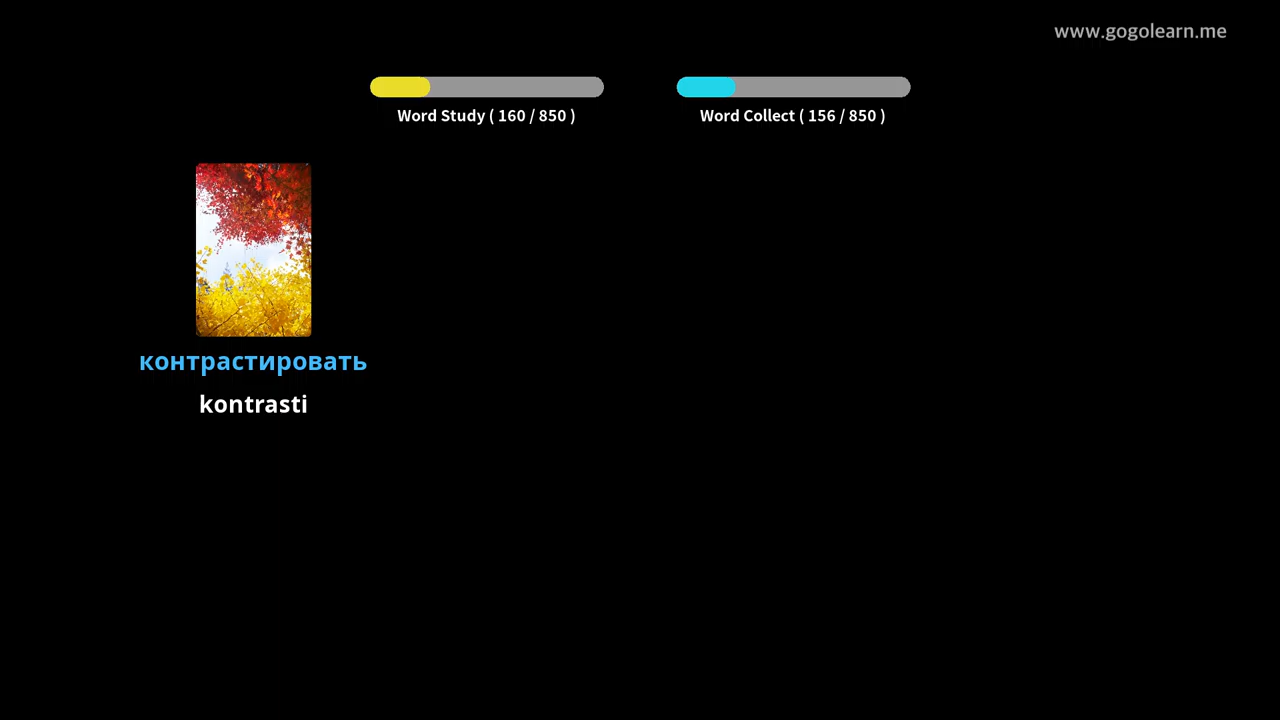 www.gogolearn.me
Word Study ( 160 / 850 )
Word Collect ( 156 / 850 )
контрастировать
kontrasti